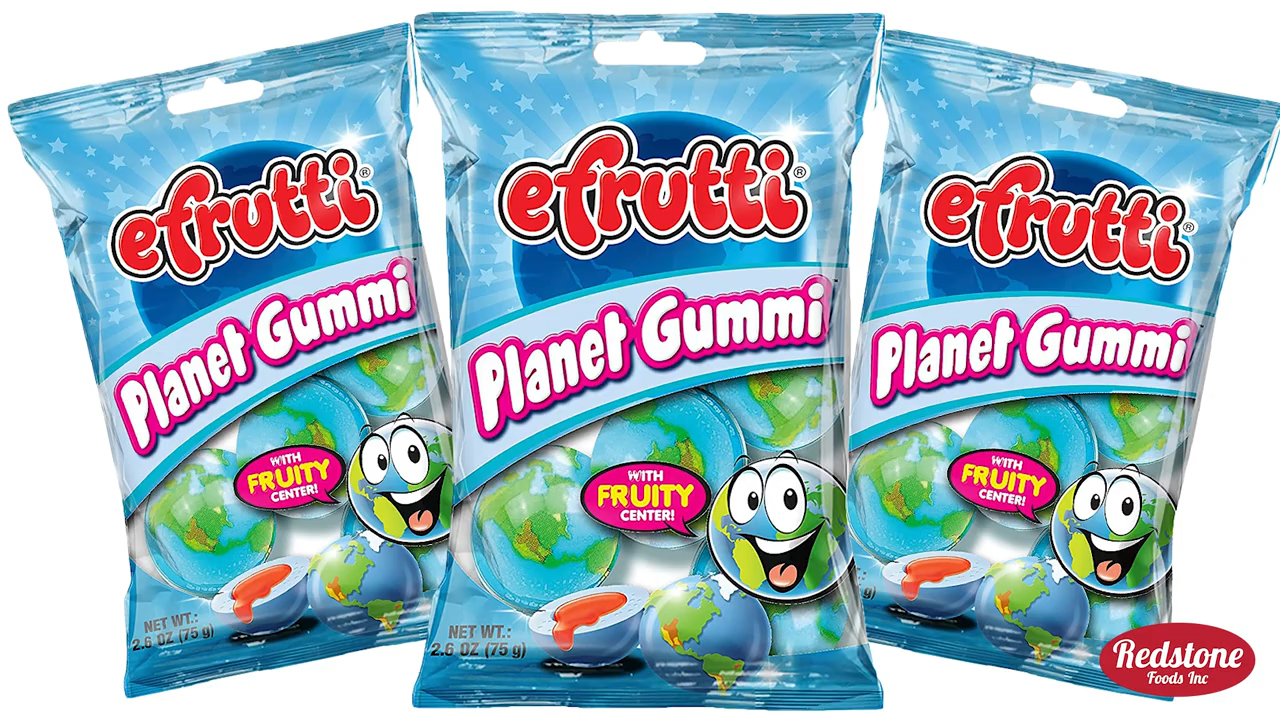 efrutti®
Planet Gummi
WITH
FRUITY
CENTER!
NET WT.:
2.6 OZ (75 g)
efrutti®
Planet Gummi
WITH
FRUITY
CENTER!
NET WT.:
2.6 OZ (75 g)
efrutti®
Planet Gummi
WITH
FRUITY
CENTER!
g)
Redstone
Foods Inc